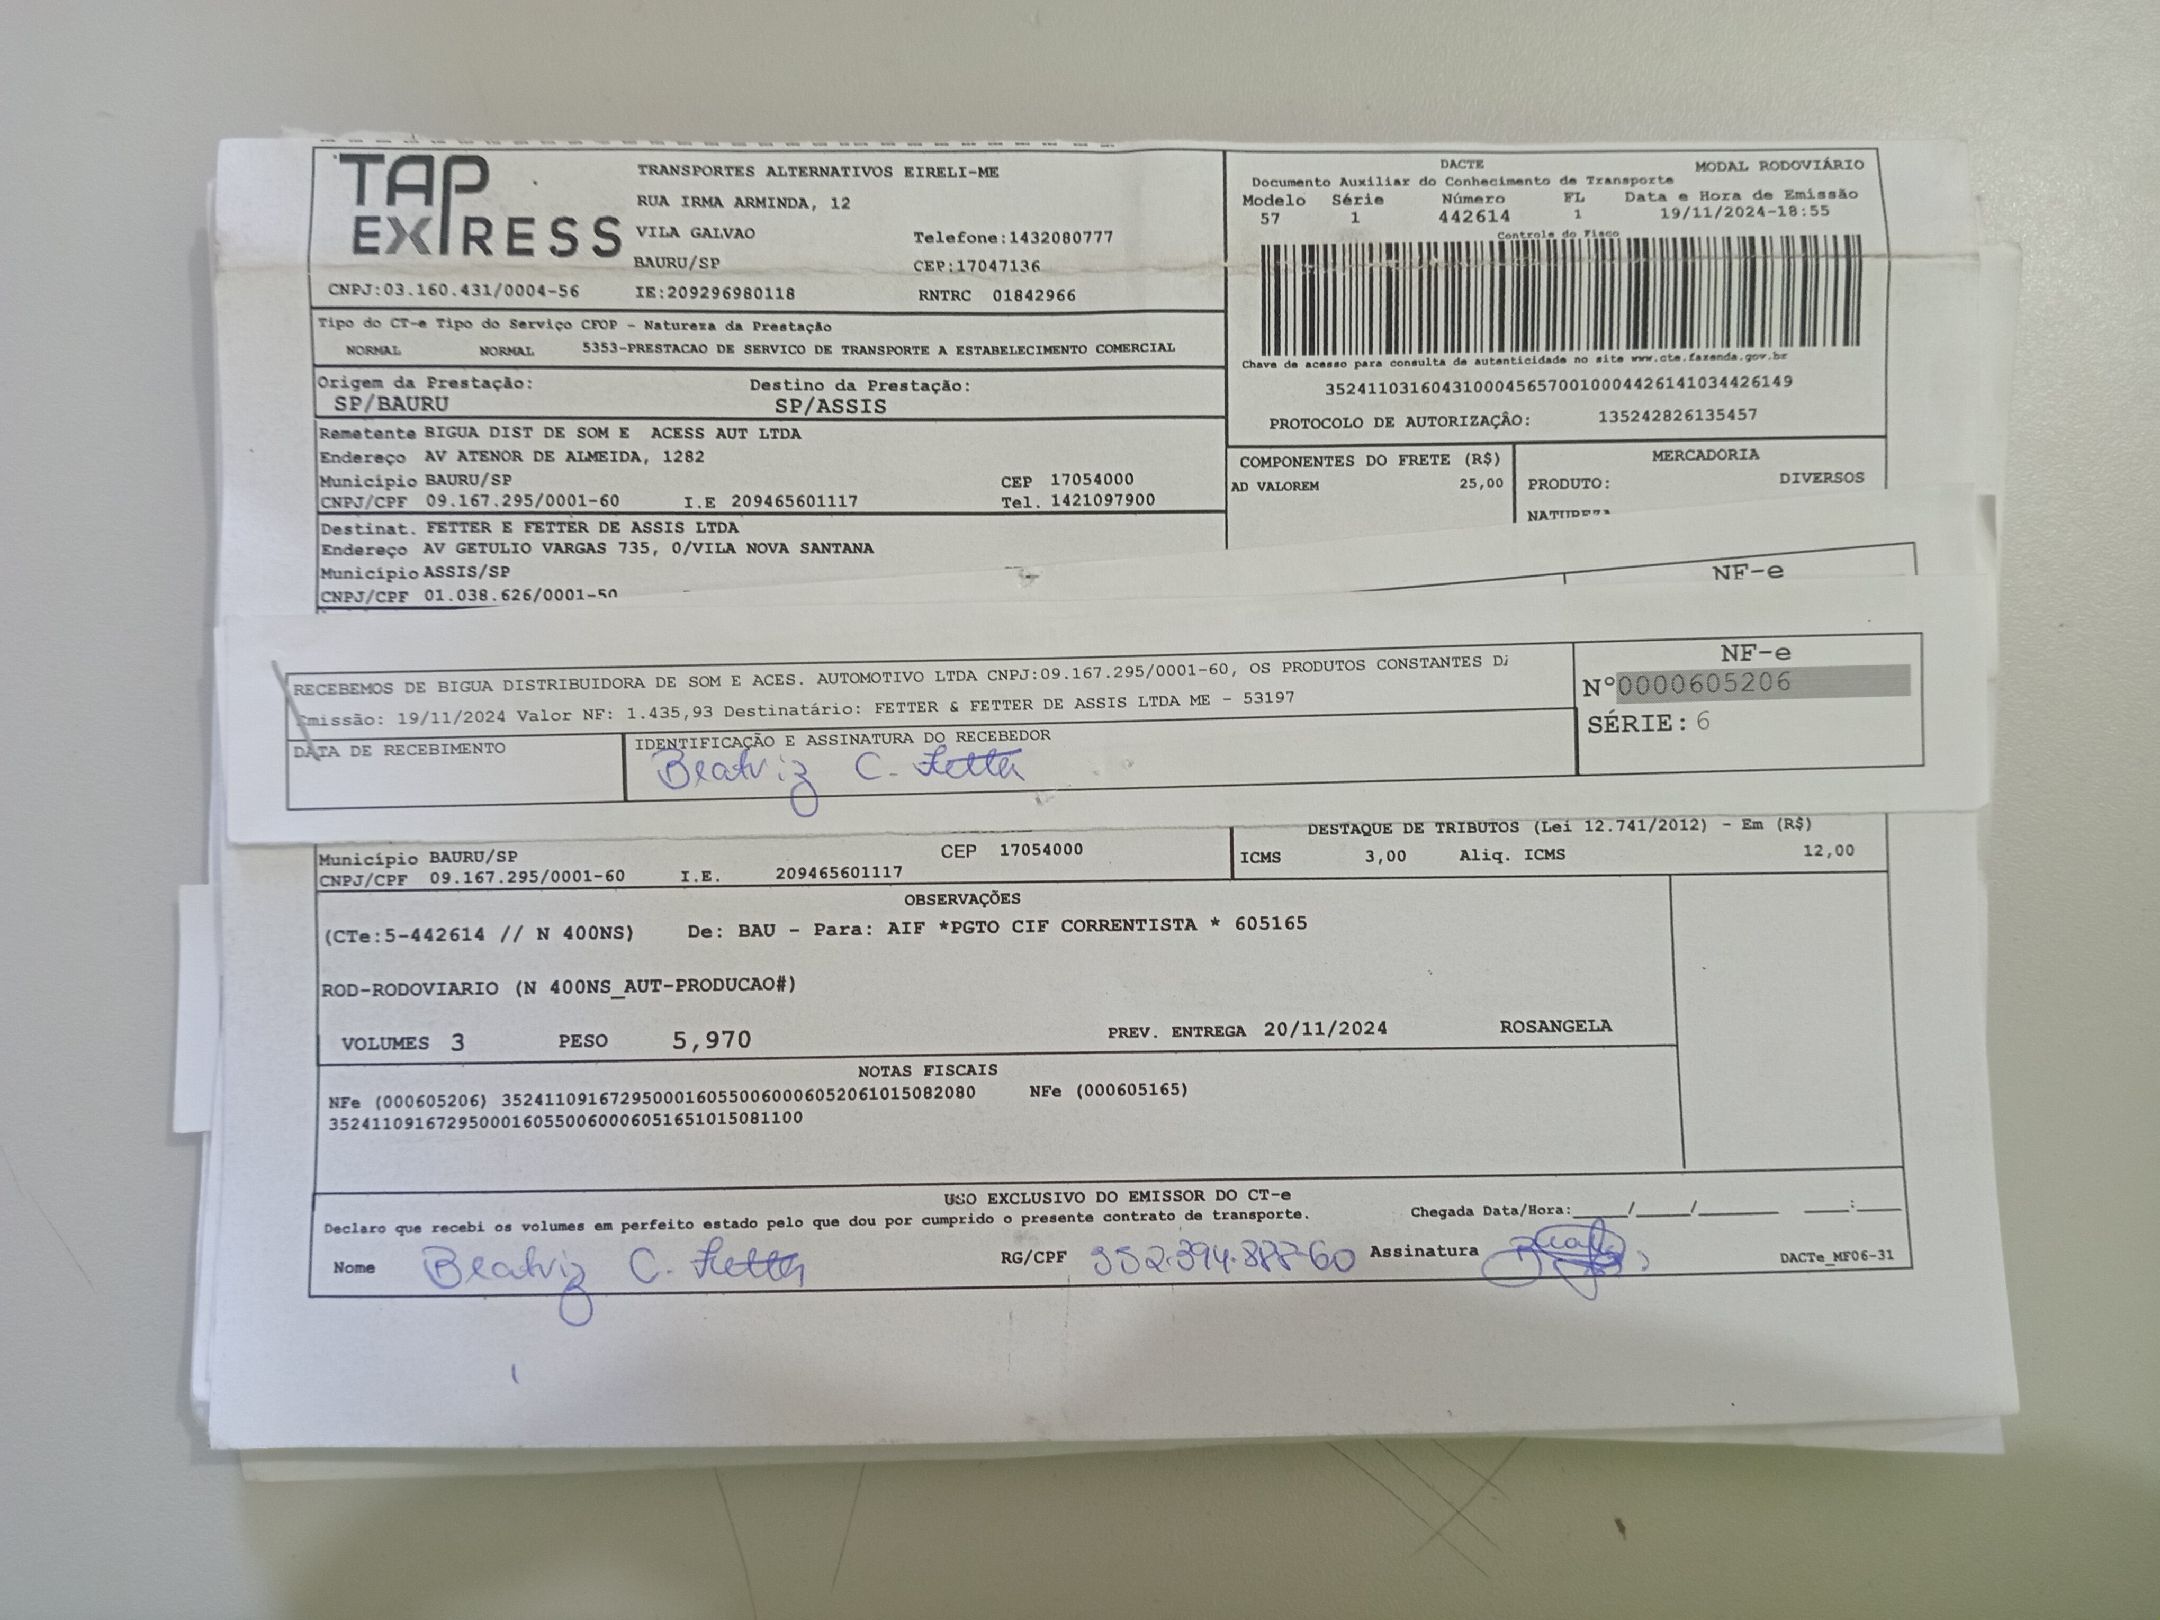 TAP EXPRESS
TRANSPORTES ALTERNATIVOS EIRELI-ME
RUA IRMA ARMINDA, 12
VILA GALVAO Telefone:1432080777
BAURU/SP CEP:17047136
CNPJ:03.160.431/0004-56 IE:209296980118 RNTRC 01842966
DACTE MODAL RODOVIÁRIO
Documento Auxiliar do Conhecimento de Transporte
Modelo Série Número FL Data e Hora de Emissão
57 1 442614 1 19/11/2024-18:55
Controle do Fisco
Chave de acesso para consulta de autenticidade no site www.cte.fazenda.gov.br
35241103160431000456570010004426141034426149
PROTOCOLO DE AUTORIZAÇÃO: 135242826135457
Tipo do CT-e Tipo do Serviço CFOP - Natureza da Prestação
NORMAL NORMAL 5353-PRESTACAO DE SERVICO DE TRANSPORTE A ESTABELECIMENTO COMERCIAL
Origem da Prestação: Destino da Prestação:
SP/BAURU SP/ASSIS
Remetente BIGUA DIST DE SOM E ACESS AUT LTDA
Endereço AV ATENOR DE ALMEIDA, 1282
Município BAURU/SP CEP 17054000
CNPJ/CPF 09.167.295/0001-60 I.E 209465601117 Tel. 1421097900
COMPONENTES DO FRETE (R$) MERCADORIA
AD VALOREM 25,00 PRODUTO: DIVERSOS
Destinat. FETTER E FETTER DE ASSIS LTDA
Endereço AV GETULIO VARGAS 735, 0/VILA NOVA SANTANA
Município ASSIS/SP
CNPJ/CPF 01.038.626/0001-50
NF-e
RECEBEMOS DE BIGUA DISTRIBUIDORA DE SOM E ACES. AUTOMOTIVO LTDA CNPJ:09.167.295/0001-60, OS PRODUTOS CONSTANTES
Emissão: 19/11/2024 Valor NF: 1.435,93 Destinatário: FETTER & FETTER DE ASSIS LTDA ME - 53197
NF-e
Nº0000605206
SÉRIE: 6
DATA DE RECEBIMENTO IDENTIFICAÇÃO E ASSINATURA DO RECEBEDOR
Beatriz C. Fetter
DESTAQUE DE TRIBUTOS (Lei 12.741/2012) - Em (R$)
Município BAURU/SP CEP 17054000 ICMS 3,00 Aliq. ICMS 12,00
CNPJ/CPF 09.167.295/0001-60 I.E. 209465601117
OBSERVAÇÕES
(CTe:5-442614 // N 400NS) De: BAU - Para: AIF *PGTO CIF CORRENTISTA * 605165
ROD-RODOVIARIO (N 400NS_AUT-PRODUCAO#)
VOLUMES 3 PESO 5,970 PREV. ENTREGA 20/11/2024 ROSANGELA
NOTAS FISCAIS
NFe (000605206) 35241109167295000160550060006052061015082080 NFe (000605165)
35241109167295000160550060006051651015081100
USO EXCLUSIVO DO EMISSOR DO CT-e
Declaro que recebi os volumes em perfeito estado pelo que dou por cumprido o presente contrato de transporte. Chegada Data/Hora:____/____/______ ____:____
Nome Beatriz C. Fetter RG/CPF Assinatura DACTe_MF06-31